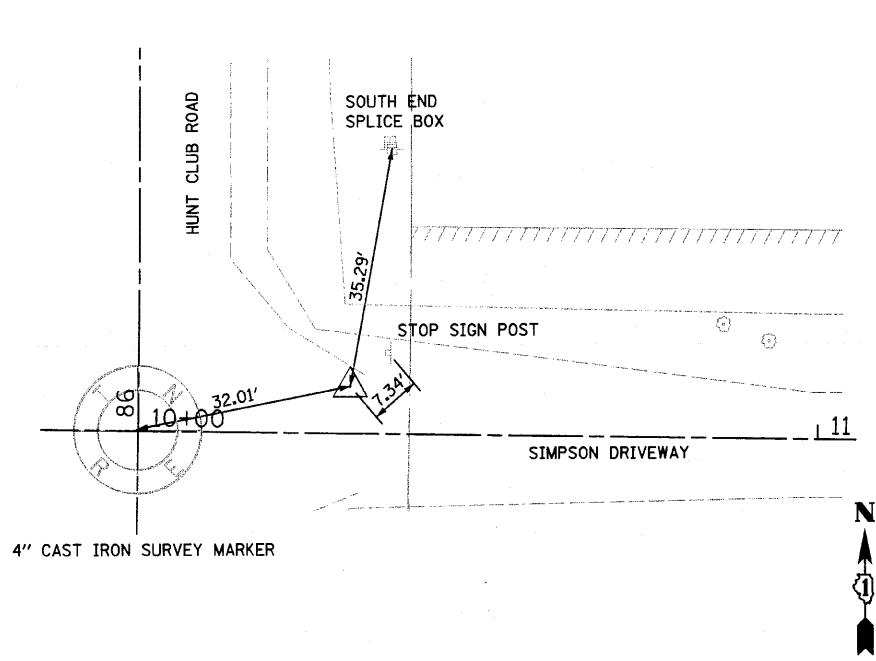 SOUTH END
SPLICE BOX
HUNT CLUB ROAD
35.29'
STOP SIGN POST
7.34'
32.01'
86
10+00
T N
R E
11
SIMPSON DRIVEWAY
N
1
4" CAST IRON SURVEY MARKER